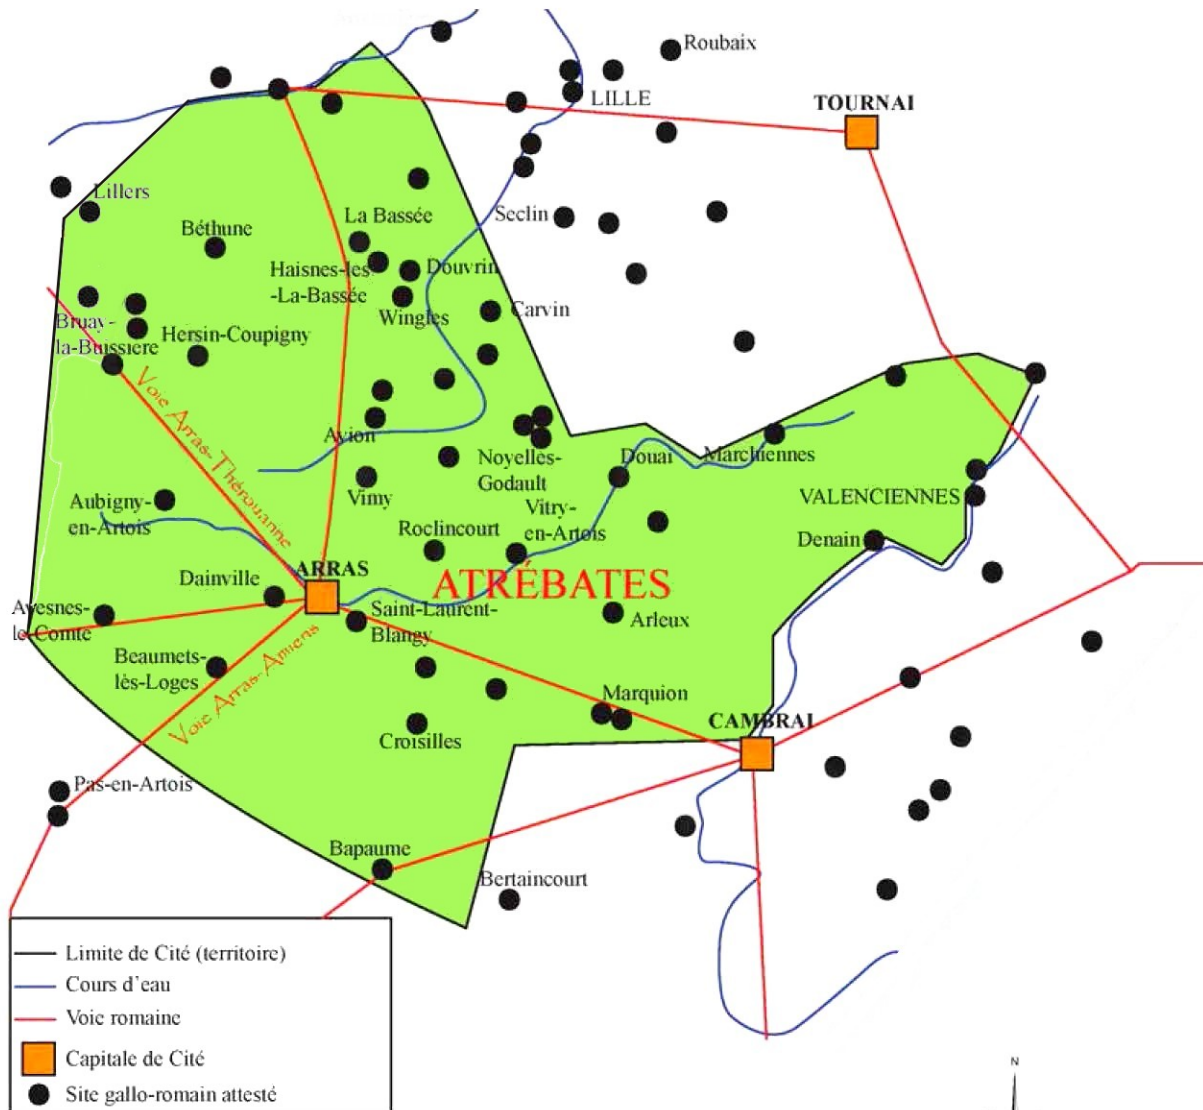 Roubaix
LILLE
TOURNAI
Lillers
Béthune
La Bassée
Seclin
Haisnes-les-
-La-Bassée
Douvrin
Wingles
Carvin
Bruay-
la-Buissiere
Hersin-Coupigny
Voie Arras-Thérouanne
Avion
Noyelles-
Godault
Douai
Marchiennes
Vimy
Aubigny-
en-Artois
Vitry-
en-Artois
VALENCIENNES
Roclincourt
Denain
ARRAS
Dainville
ATRÉBATES
Avesnes-
le-Comte
Saint-Laurent-
Blangy
Arleux
Beaumets-
lès-Loges
Voie Arras-Amiens
Marquion
CAMBRAI
Croisilles
Pas-en-Artois
Bapaume
Bertaincourt
Limite de Cité (territoire)
Cours d'eau
Voie romaine
Capitale de Cité
Site gallo-romain attesté
N